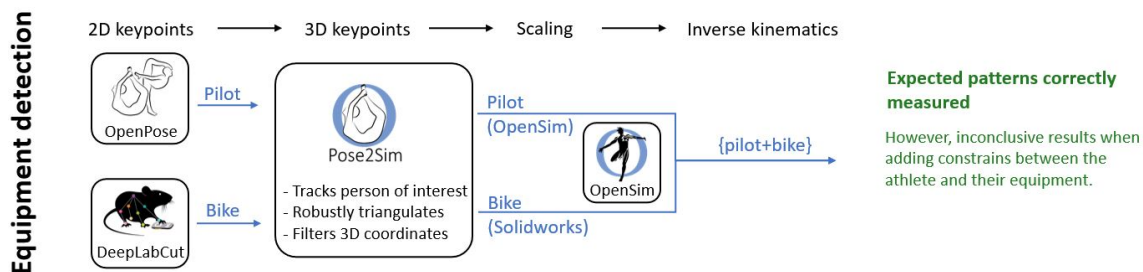 Equipment detection
2D keypoints
3D keypoints
Scaling
Inverse kinematics
OpenPose
Pilot
DeepLabCut
Bike
Pose2Sim
- Tracks person of interest
- Robustly triangulates
- Filters 3D coordinates
Pilot
(OpenSim)
Bike
(Solidworks)
OpenSim
{pilot+bike}
Expected patterns correctly
measured
However, inconclusive results when
adding constrains between the
athlete and their equipment.